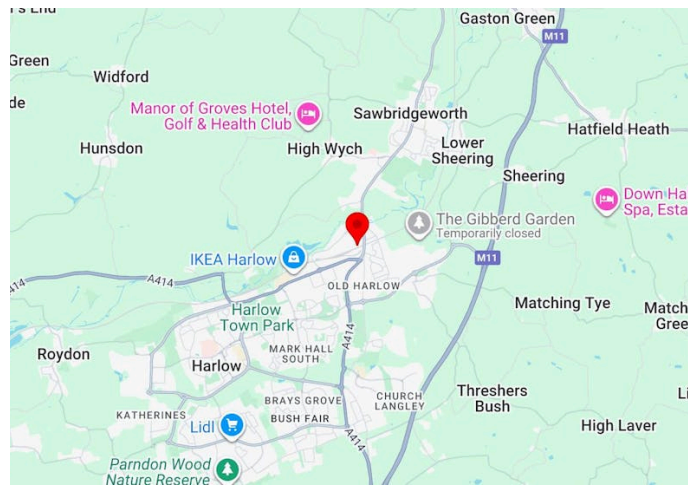 Gaston Green
M11
Green
Widford
de
Manor of Groves Hotel,
Golf & Health Club
Sawbridgeworth
Hatfield Heath
Hunsdon
High Wych
Lower
Sheering
Sheering
Down Ha
Spa, Esta
The Gibberd Garden
Temporarily closed
IKEA Harlow
M11
A414
OLD HARLOW
Harlow
Town Park
A414
Matching Tye
Match
Gree
Roydon
MARK HALL
SOUTH
Harlow
BRAYS GROVE
CHURCH
LANGLEY
Threshers
Bush
KATHERINES
BUSH FAIR
Lidl
High Laver
A414
Parndon Wood
Nature Reserve